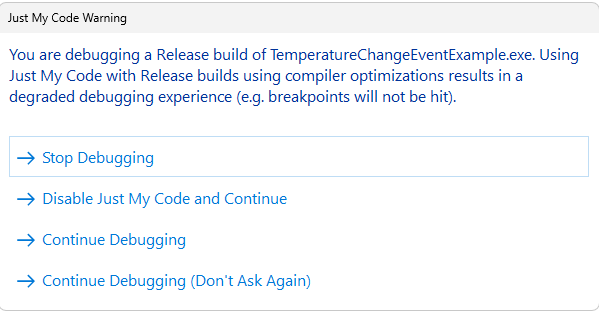 Just My Code Warning
You are debugging a Release build of TemperatureChangeEventExample.exe. Using
Just My Code with Release builds using compiler optimizations results in a
degraded debugging experience (e.g. breakpoints will not be hit).
Stop Debugging
Disable Just My Code and Continue
Continue Debugging
Continue Debugging (Don't Ask Again)